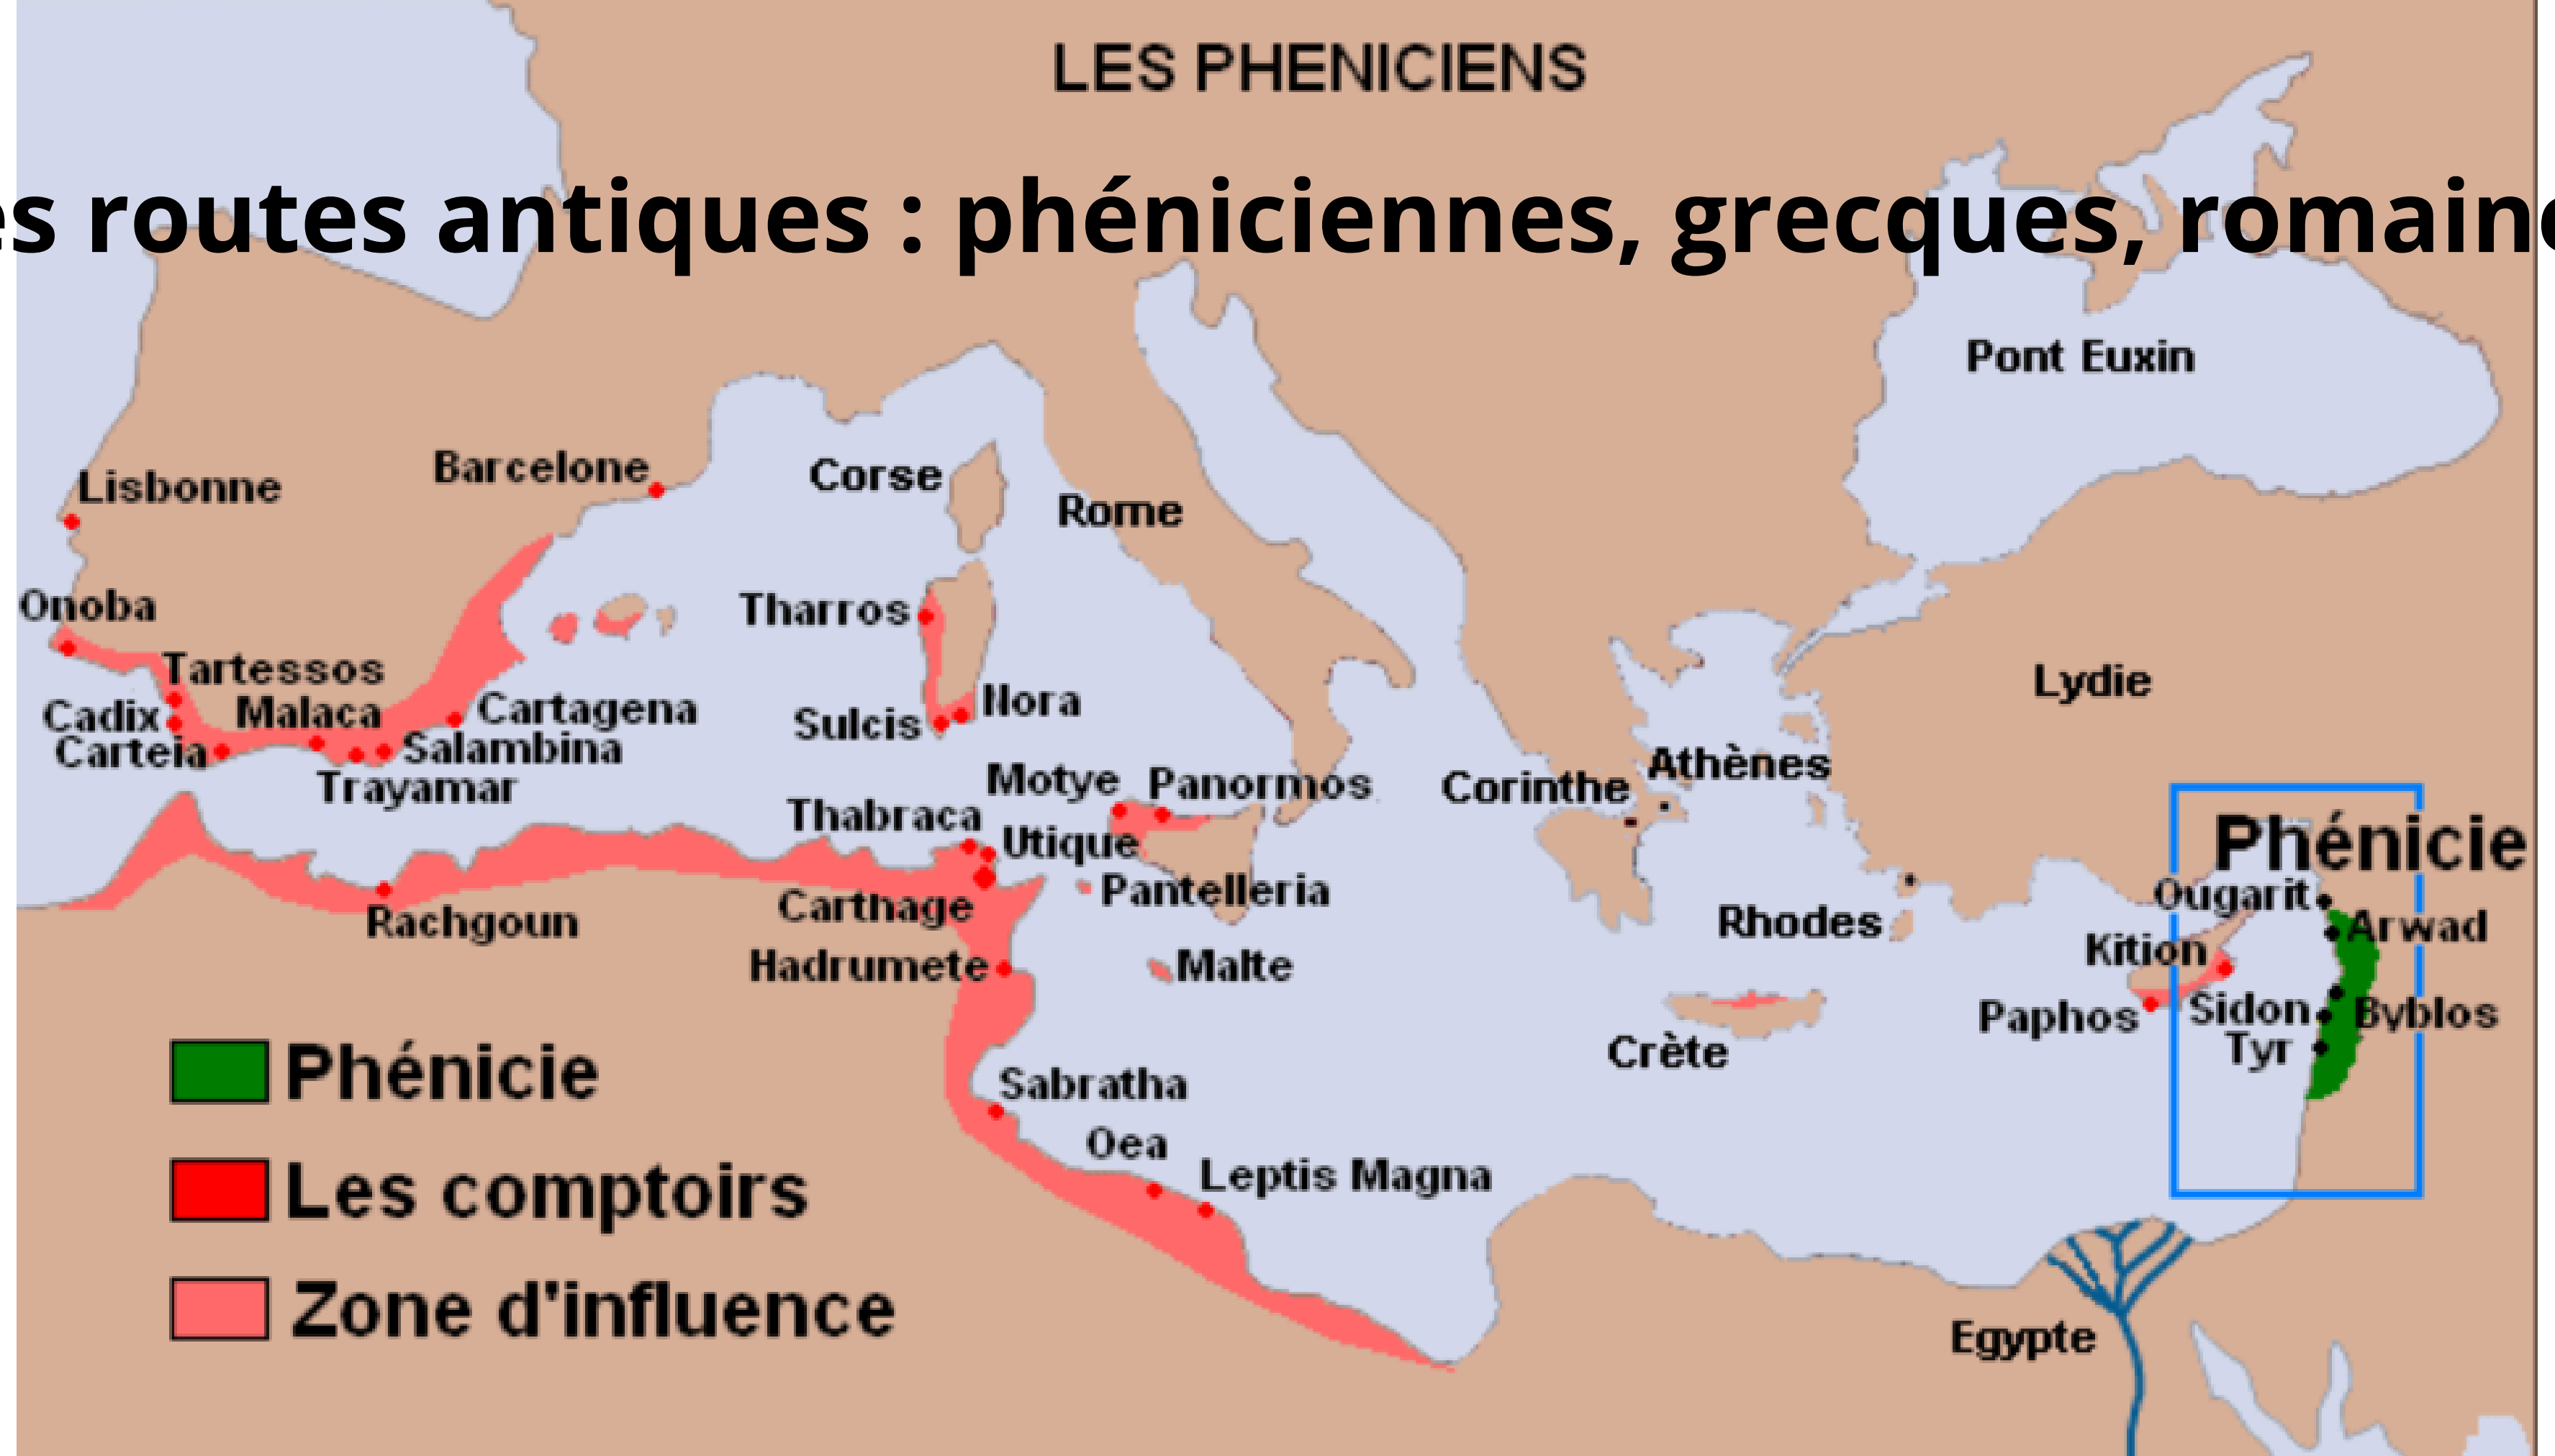 LES PHENICIENS
es routes antiques : phéniciennes, grecques, romaine
Pont Euxin
Barcelone
Corse
Lisbonne
Rome
Onoba
Tharros
Tartessos
Lydie
Cadix
Malaca
Cartagena
Nora
Sulcis
Carteia
Salambina
Athènes
Trayamar
Motye
Panormos
Corinthe
Thabraca
Utique
Phénicie
Pantelleria
Ougarit
Carthage
Rachgoun
Rhodes
Arwad
Kition
Hadrumete
Malte
Paphos
Sidon
Byblos
Crète
Tyr
Phénicie
Sabratha
Oea
Leptis Magna
Les comptoirs
Zone d'influence
Egypte